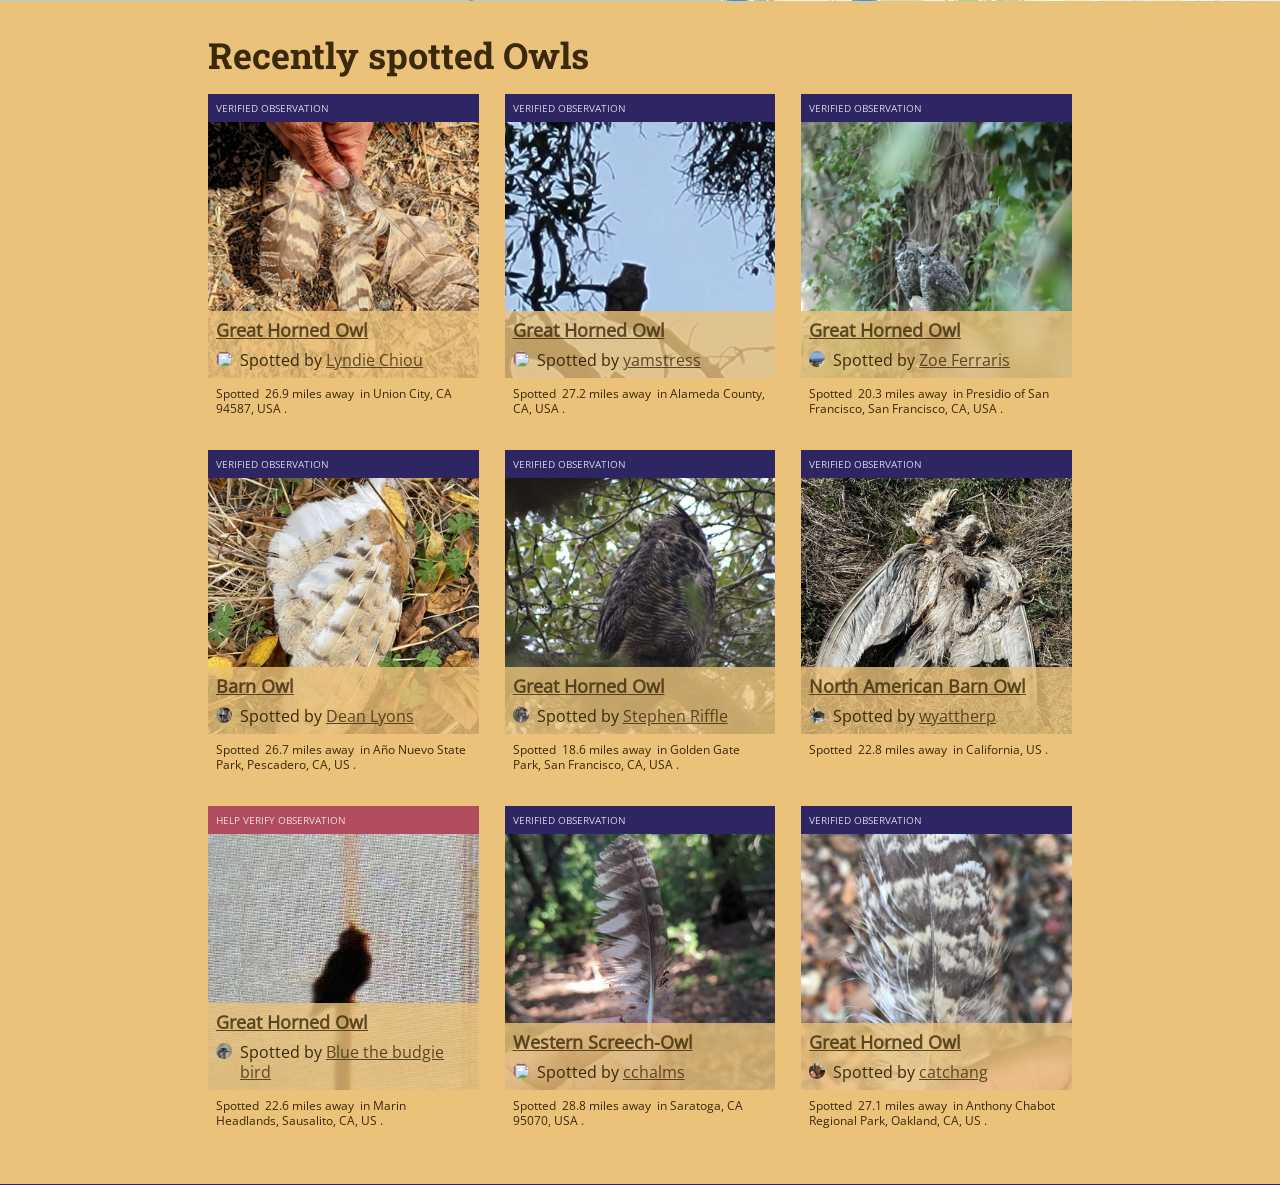 Recently spotted Owls
VERIFIED OBSERVATION
Great Horned Owl
Spotted by Lyndie Chiou
Spotted 26.9 miles away in Union City, CA
94587, USA .
VERIFIED OBSERVATION
Great Horned Owl
Spotted by yamstress
Spotted 27.2 miles away in Alameda County,
CA, USA .
VERIFIED OBSERVATION
Great Horned Owl
Spotted by Zoe Ferraris
Spotted 20.3 miles away in Presidio of San
Francisco, San Francisco, CA, USA .
VERIFIED OBSERVATION
Barn Owl
Spotted by Dean Lyons
Spotted 26.7 miles away in Año Nuevo State
Park, Pescadero, CA, US .
VERIFIED OBSERVATION
Great Horned Owl
Spotted by Stephen Riffle
Spotted 18.6 miles away in Golden Gate
Park, San Francisco, CA, USA .
VERIFIED OBSERVATION
North American Barn Owl
Spotted by wyattherp
Spotted 22.8 miles away in California, US .
HELP VERIFY OBSERVATION
Great Horned Owl
Spotted by Blue the budgie
bird
Spotted 22.6 miles away in Marin
Headlands, Sausalito, CA, US .
VERIFIED OBSERVATION
Western Screech-Owl
Spotted by cchalms
Spotted 28.8 miles away in Saratoga, CA
95070, USA .
VERIFIED OBSERVATION
Great Horned Owl
Spotted by catchang
Spotted 27.1 miles away in Anthony Chabot
Regional Park, Oakland, CA, US .